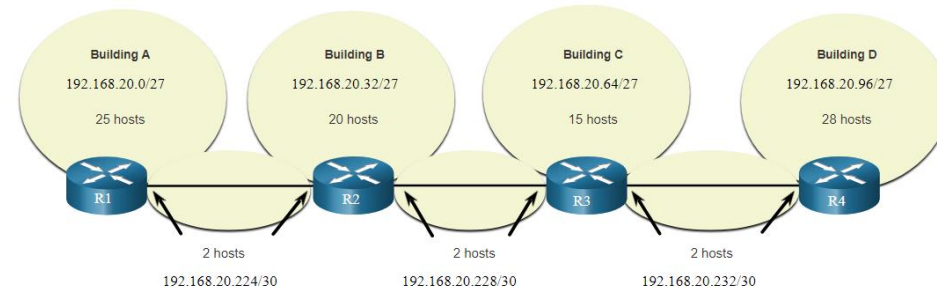 Building A
192.168.20.0/27
25 hosts
Building B
192.168.20.32/27
20 hosts
Building C
192.168.20.64/27
15 hosts
Building D
192.168.20.96/27
28 hosts
R1
R2
R3
R4
2 hosts
192.168.20.224/30
2 hosts
192.168.20.228/30
2 hosts
192.168.20.232/30